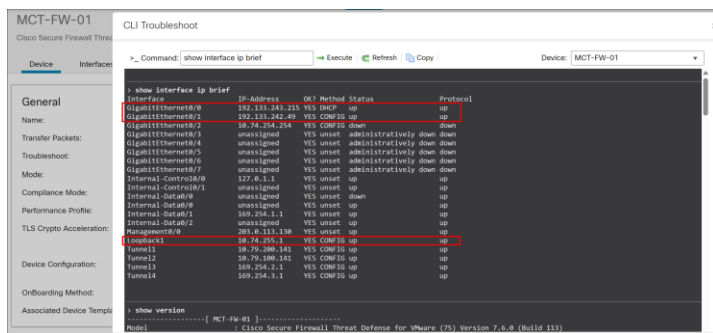 MCT-FW-01
Cisco Secure Firewall Threa
Device Interfaces
General
Name:
Transfer Packets:
Troubleshoot:
Mode:
Compliance Mode:
Performance Profile:
TLS Crypto Acceleration:
Device Configuration:
OnBoarding Method:
Associated Device Templa
CLI Troubleshoot
>_ Command: show interface ip brief Execute Refresh Copy Device: MCT-FW-01
> show interface ip brief
Interface IP-Address OK? Method Status Protocol
GigabitEthernet0/0 192.133.243.215 YES DHCP up up
GigabitEthernet0/1 192.133.242.49 YES CONFIG up up
GigabitEthernet0/2 10.74.254.254 YES CONFIG down down
GigabitEthernet0/3 unassigned YES unset administratively down down
GigabitEthernet0/4 unassigned YES unset administratively down down
GigabitEthernet0/5 unassigned YES unset administratively down down
GigabitEthernet0/6 unassigned YES unset administratively down down
GigabitEthernet0/7 unassigned YES unset administratively down down
Internal-Control0/0 127.0.1.1 YES unset up up
Internal-Control0/1 unassigned YES unset up up
Internal-Data0/0 unassigned YES unset down up
Internal-Data0/0 unassigned YES unset up up
Internal-Data0/1 169.254.1.1 YES unset up up
Internal-Data0/2 unassigned YES unset up up
Management0/0 203.0.113.130 YES unset up up
Loopback1 10.74.255.1 YES CONFIG up up
Tunnel1 10.79.200.141 YES CONFIG up up
Tunnel2 10.79.100.141 YES CONFIG up up
Tunnel3 169.254.2.1 YES CONFIG up up
Tunnel4 169.254.3.1 YES CONFIG up up
> show version
-------------------[ MCT-FW-01 ]--------------------
Model : Cisco Secure Firewall Threat Defense for VMware (75) Version 7.6.0 (Build 113)